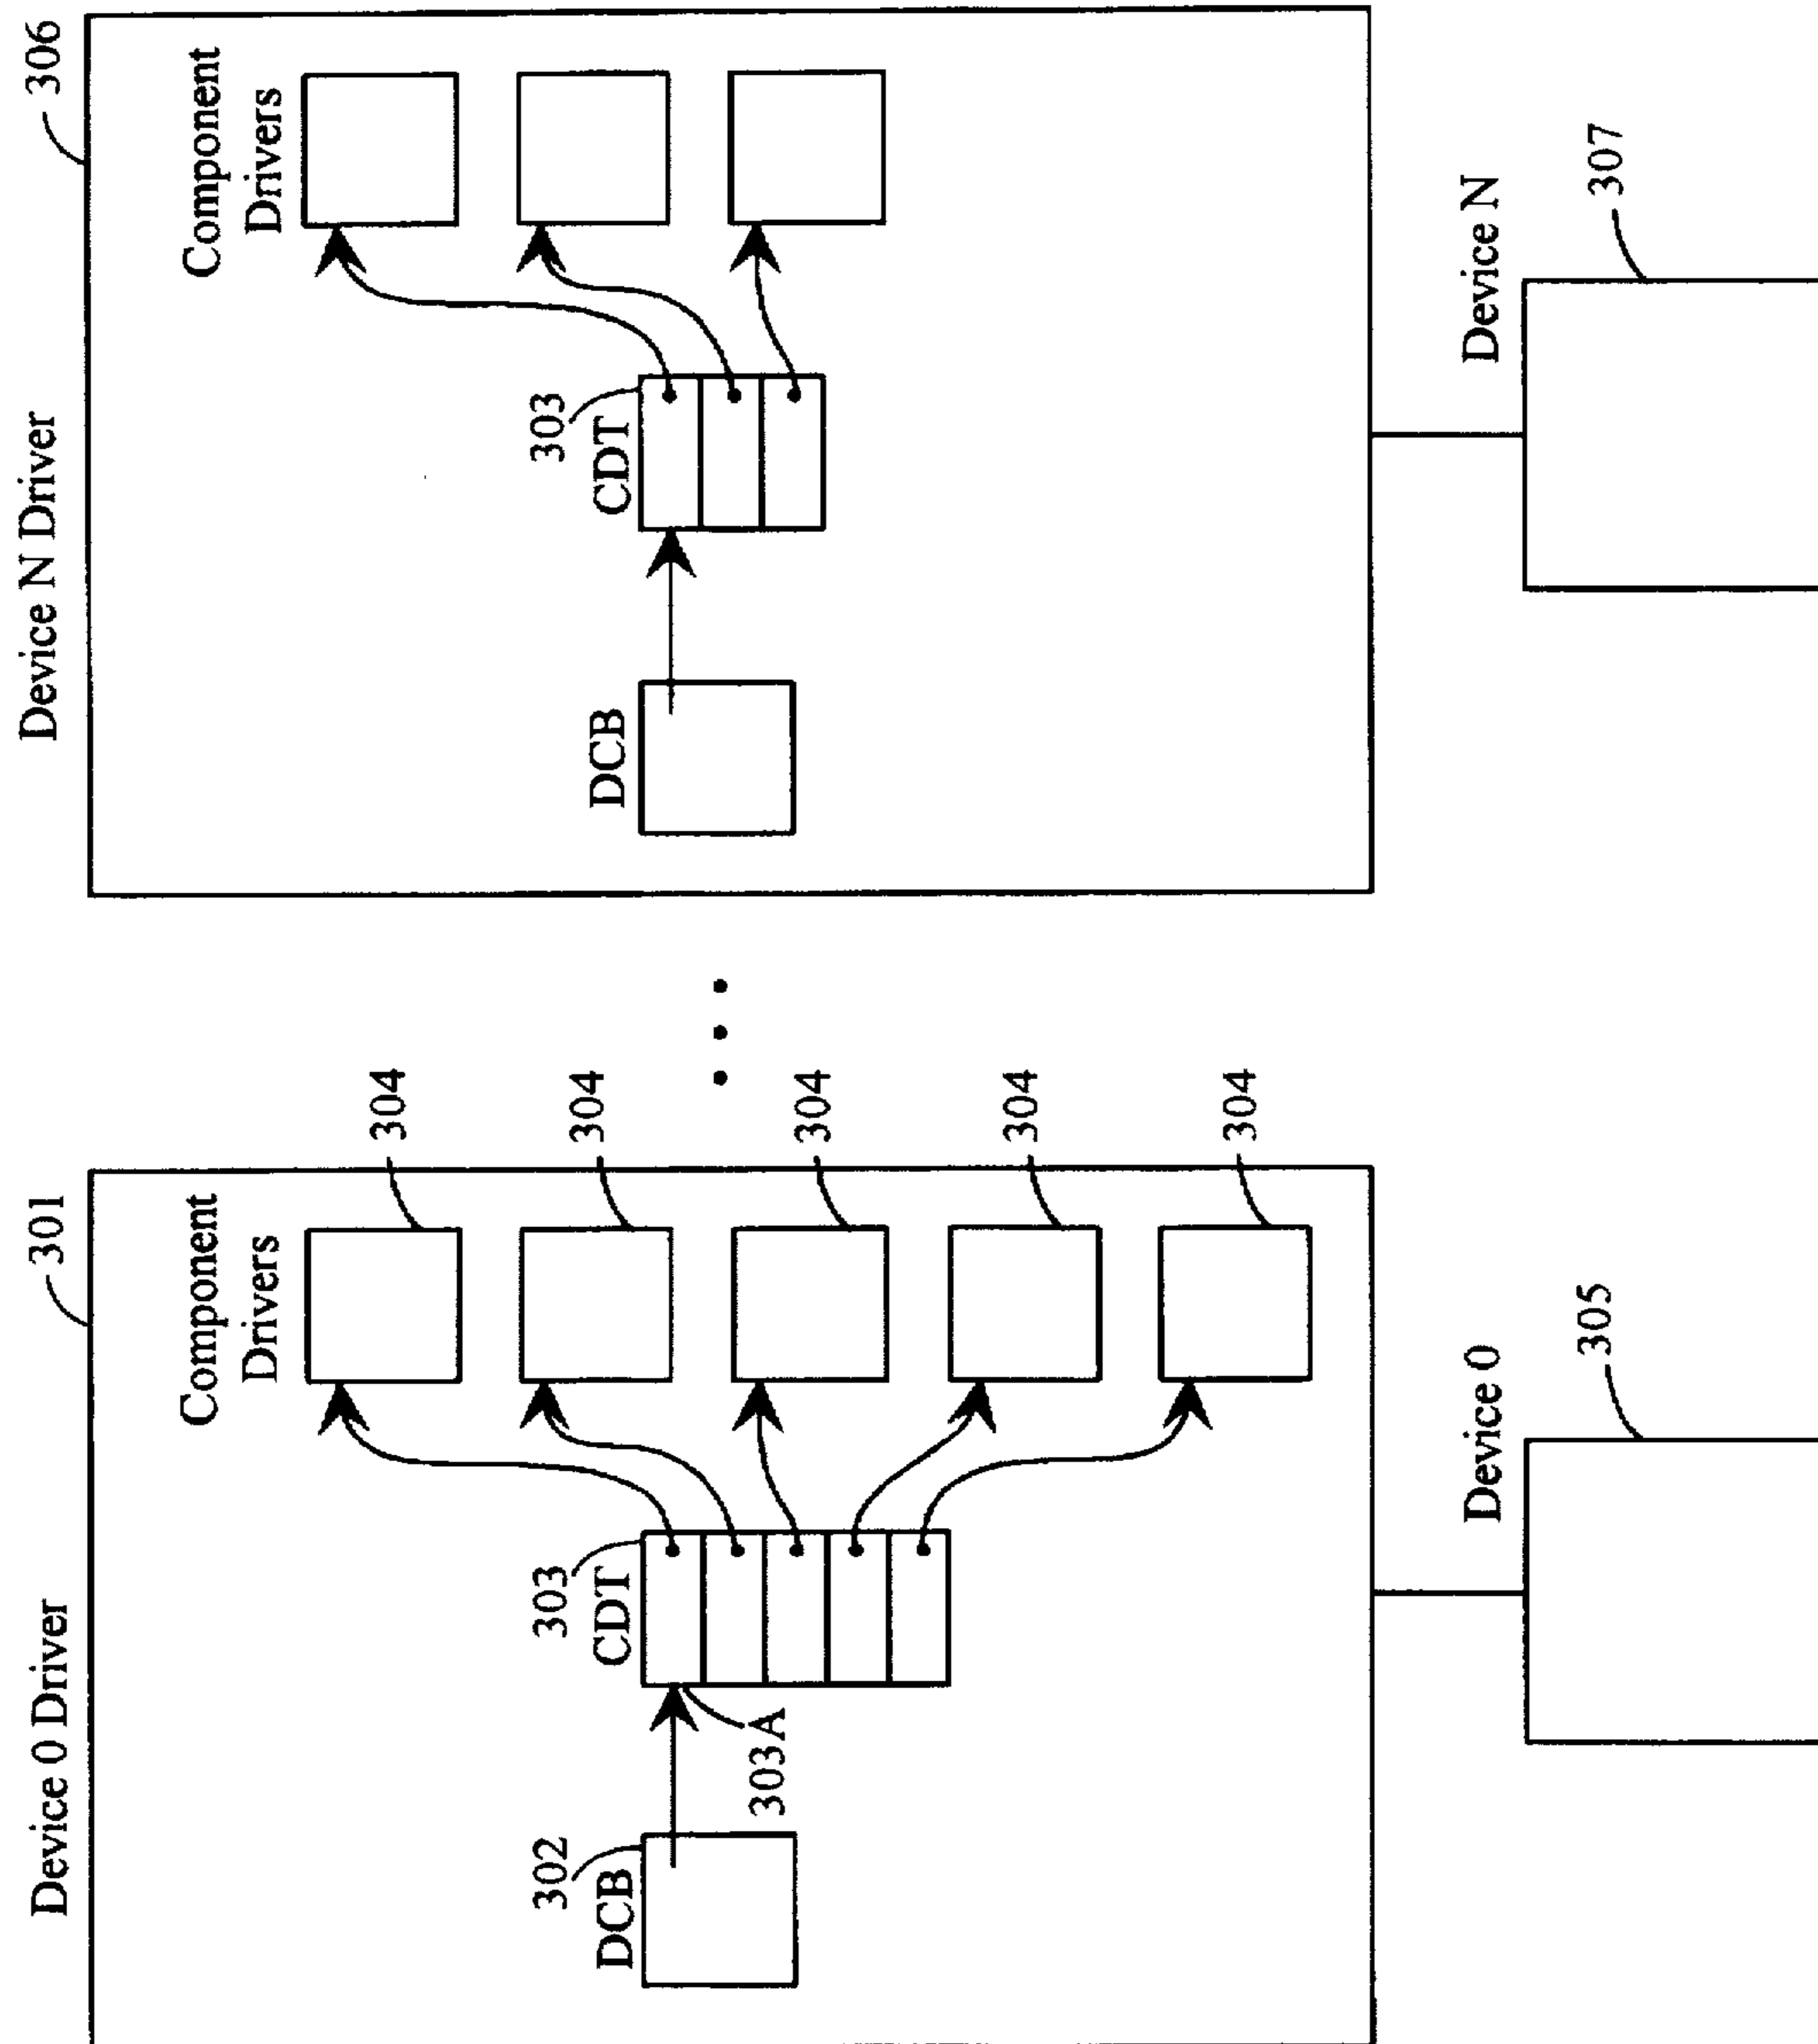 Device 0 Driver
301
Component
Drivers
302
DCB
303
CDT
303A
304
304
304
304
304
Device 0
305
Device N Driver
306
Component
Drivers
DCB
303
CDT
Device N
307